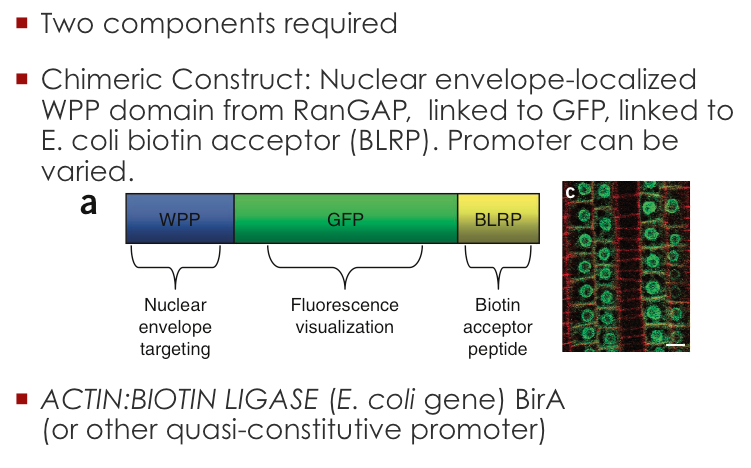 Two components required
Chimeric Construct: Nuclear envelope-localized
WPP domain from RanGAP, linked to GFP, linked to
E. coli biotin acceptor (BLRP). Promoter can be
varied.
a
WPP
GFP
BLRP
c
Nuclear
envelope
targeting
Fluorescence
visualization
Biotin
acceptor
peptide
ACTIN:BIOTIN LIGASE (E. coli gene) BirA
(or other quasi-constitutive promoter)